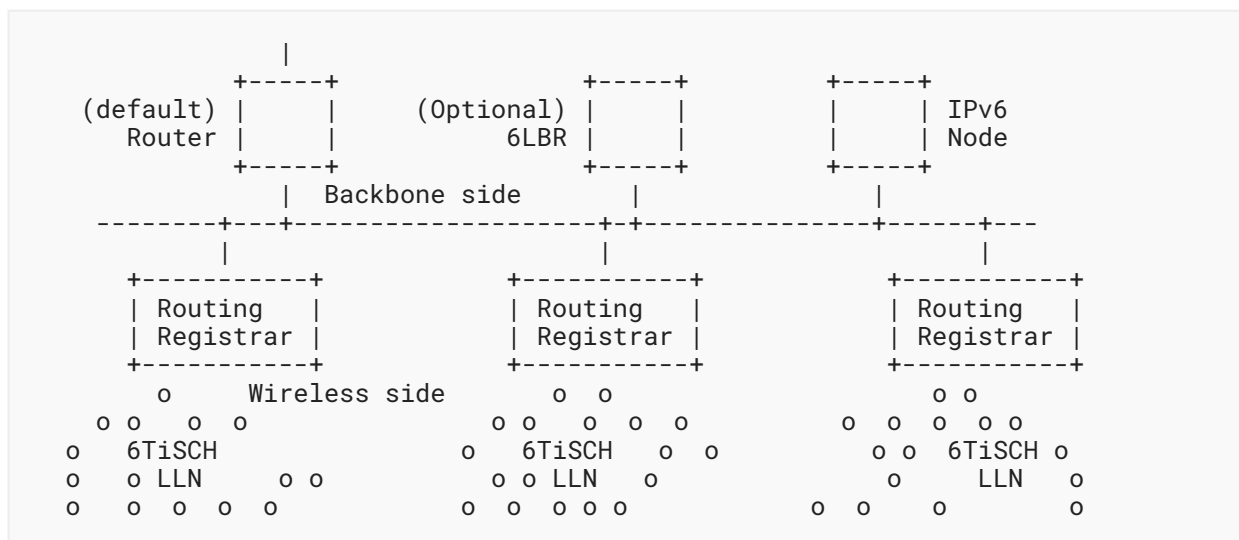 |
+-----+ +-----+ +-----+
(default) | | (Optional) | | | | IPv6
Router | | 6LBR | | | | Node
+-----+ +-----+ +-----+
| Backbone side | |
--------+---+--------------------+-+---------------+------+---
| | |
+-----------+ +-----------+ +-----------+
| Routing | | Routing | | Routing |
| Registrar | | Registrar | | Registrar |
+-----------+ +-----------+ +-----------+
o Wireless side o o o o
o o o o o o o o o o o o o o
o 6TiSCH o 6TiSCH o o o o 6TiSCH o
o o LLN o o o o LLN o o LLN o
o o o o o o o o o o o o o o